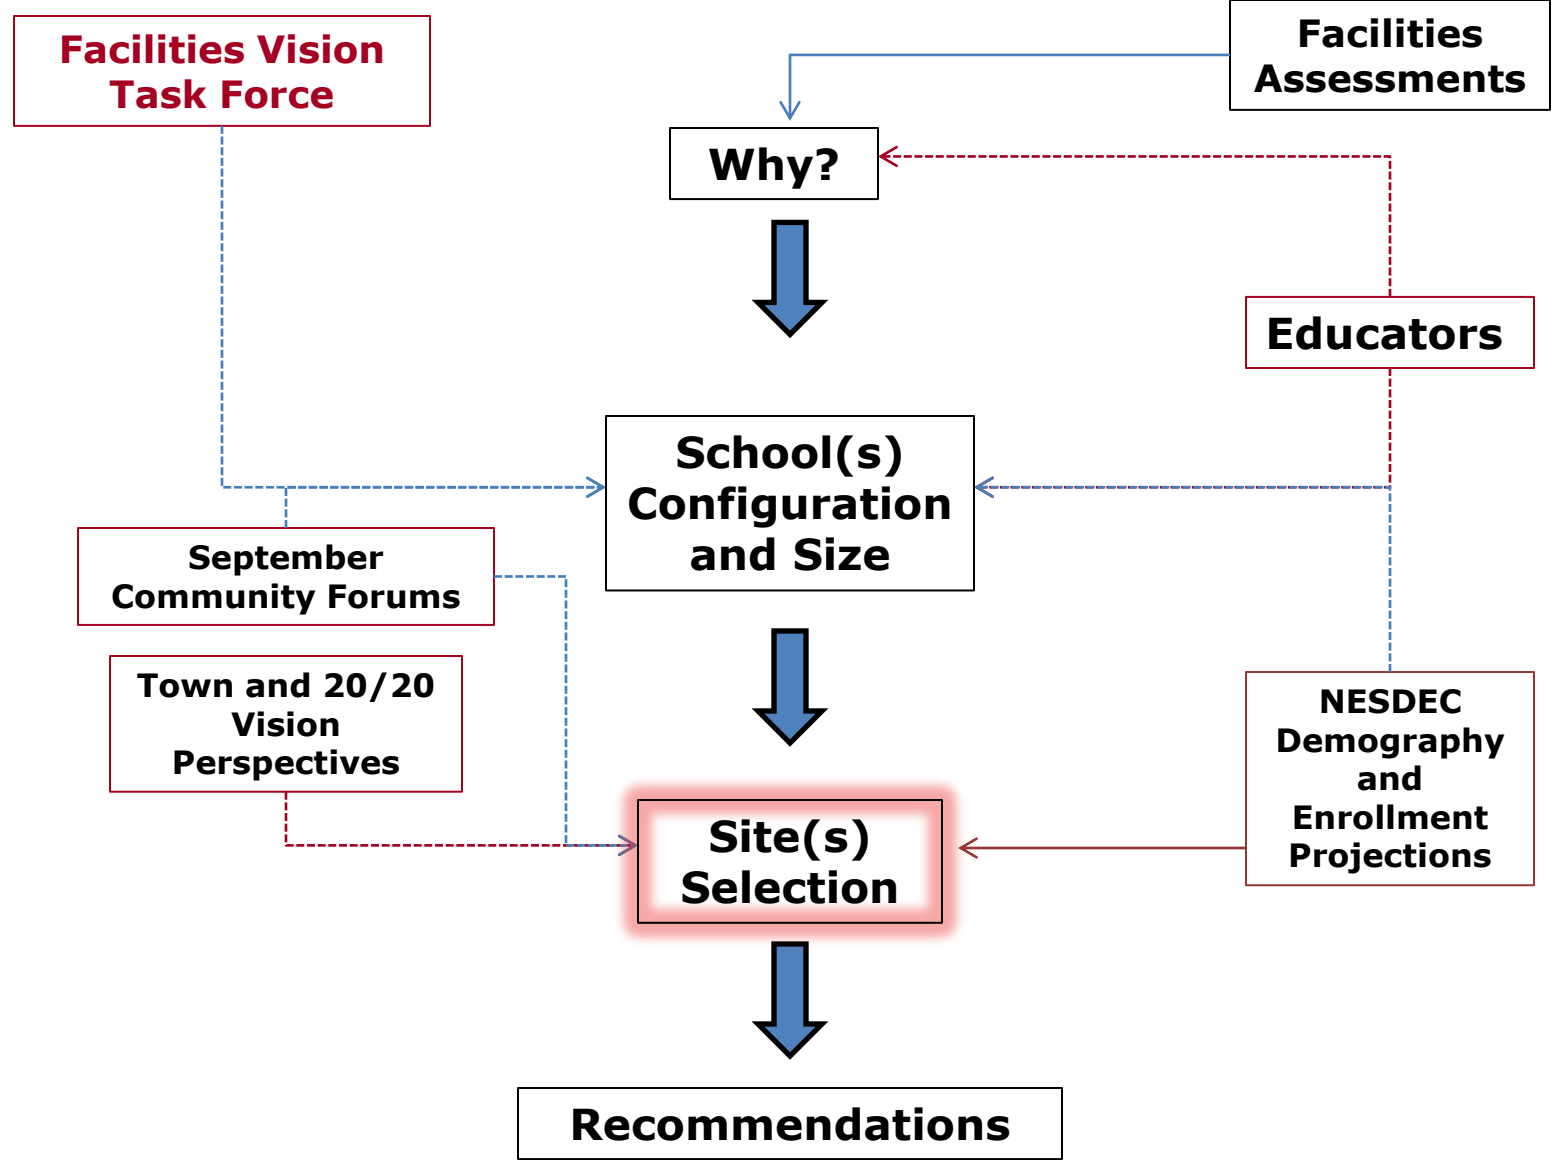 Facilities Vision
Task Force
Facilities
Assessments
Why?
Educators
School(s)
Configuration
and Size
September
Community Forums
Town and 20/20
Vision
Perspectives
NESDEC
Demography
and
Enrollment
Projections
Site(s)
Selection
Recommendations